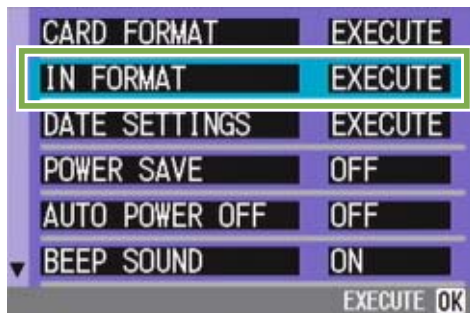 CARD FORMAT EXECUTE
IN FORMAT EXECUTE
DATE SETTINGS EXECUTE
POWER SAVE OFF
AUTO POWER OFF OFF
BEEP SOUND ON
EXECUTE OK